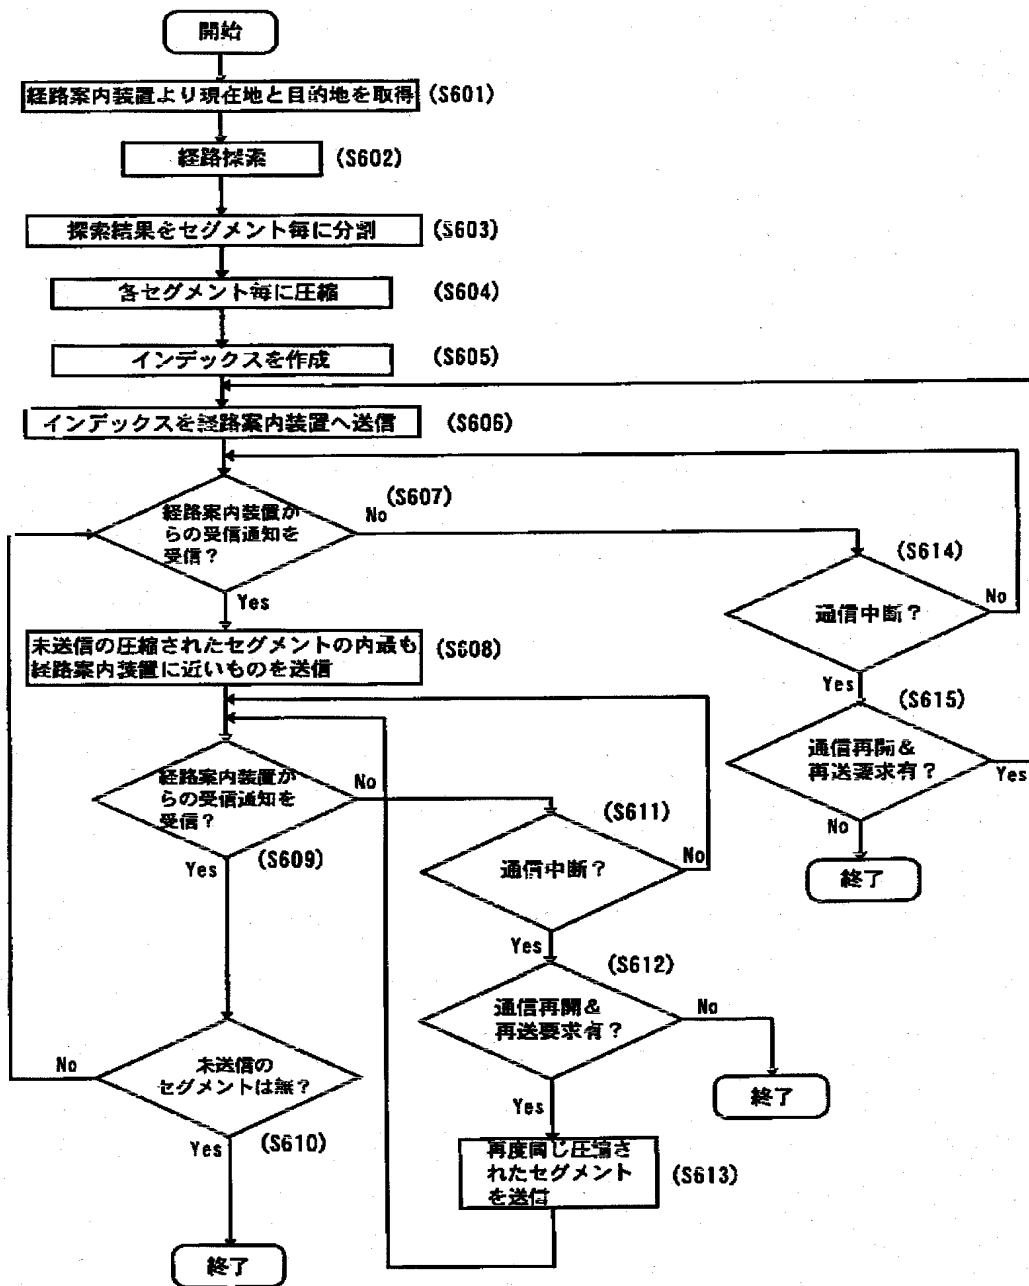 開始
経路案内装置より現在地と目的地を取得 (S601)
経路探索 (S602)
探索結果をセグメント毎に分割 (S603)
各セグメント毎に圧縮 (S604)
インデックスを作成 (S605)
インデックスを経路案内装置へ送信 (S606)
経路案内装置か
らの受信通知を
受信?
No
(S607)
Yes
(S614)
通信中断?
No
Yes
未送信の圧縮されたセグメントの内最も
経路案内装置に近いものを送信
(S608)
(S615)
通信再開&
再送要求有?
Yes
No
終了
経路案内装置か
らの受信通知を
受信?
No
(S609)
Yes
(S611)
通信中断?
No
Yes
(S612)
通信再開&
再送要求有?
No
終了
Yes
未送信の
セグメントは無?
No
(S610)
Yes
再度同じ圧縮さ
れたセグメント
を送信
(S613)
終了